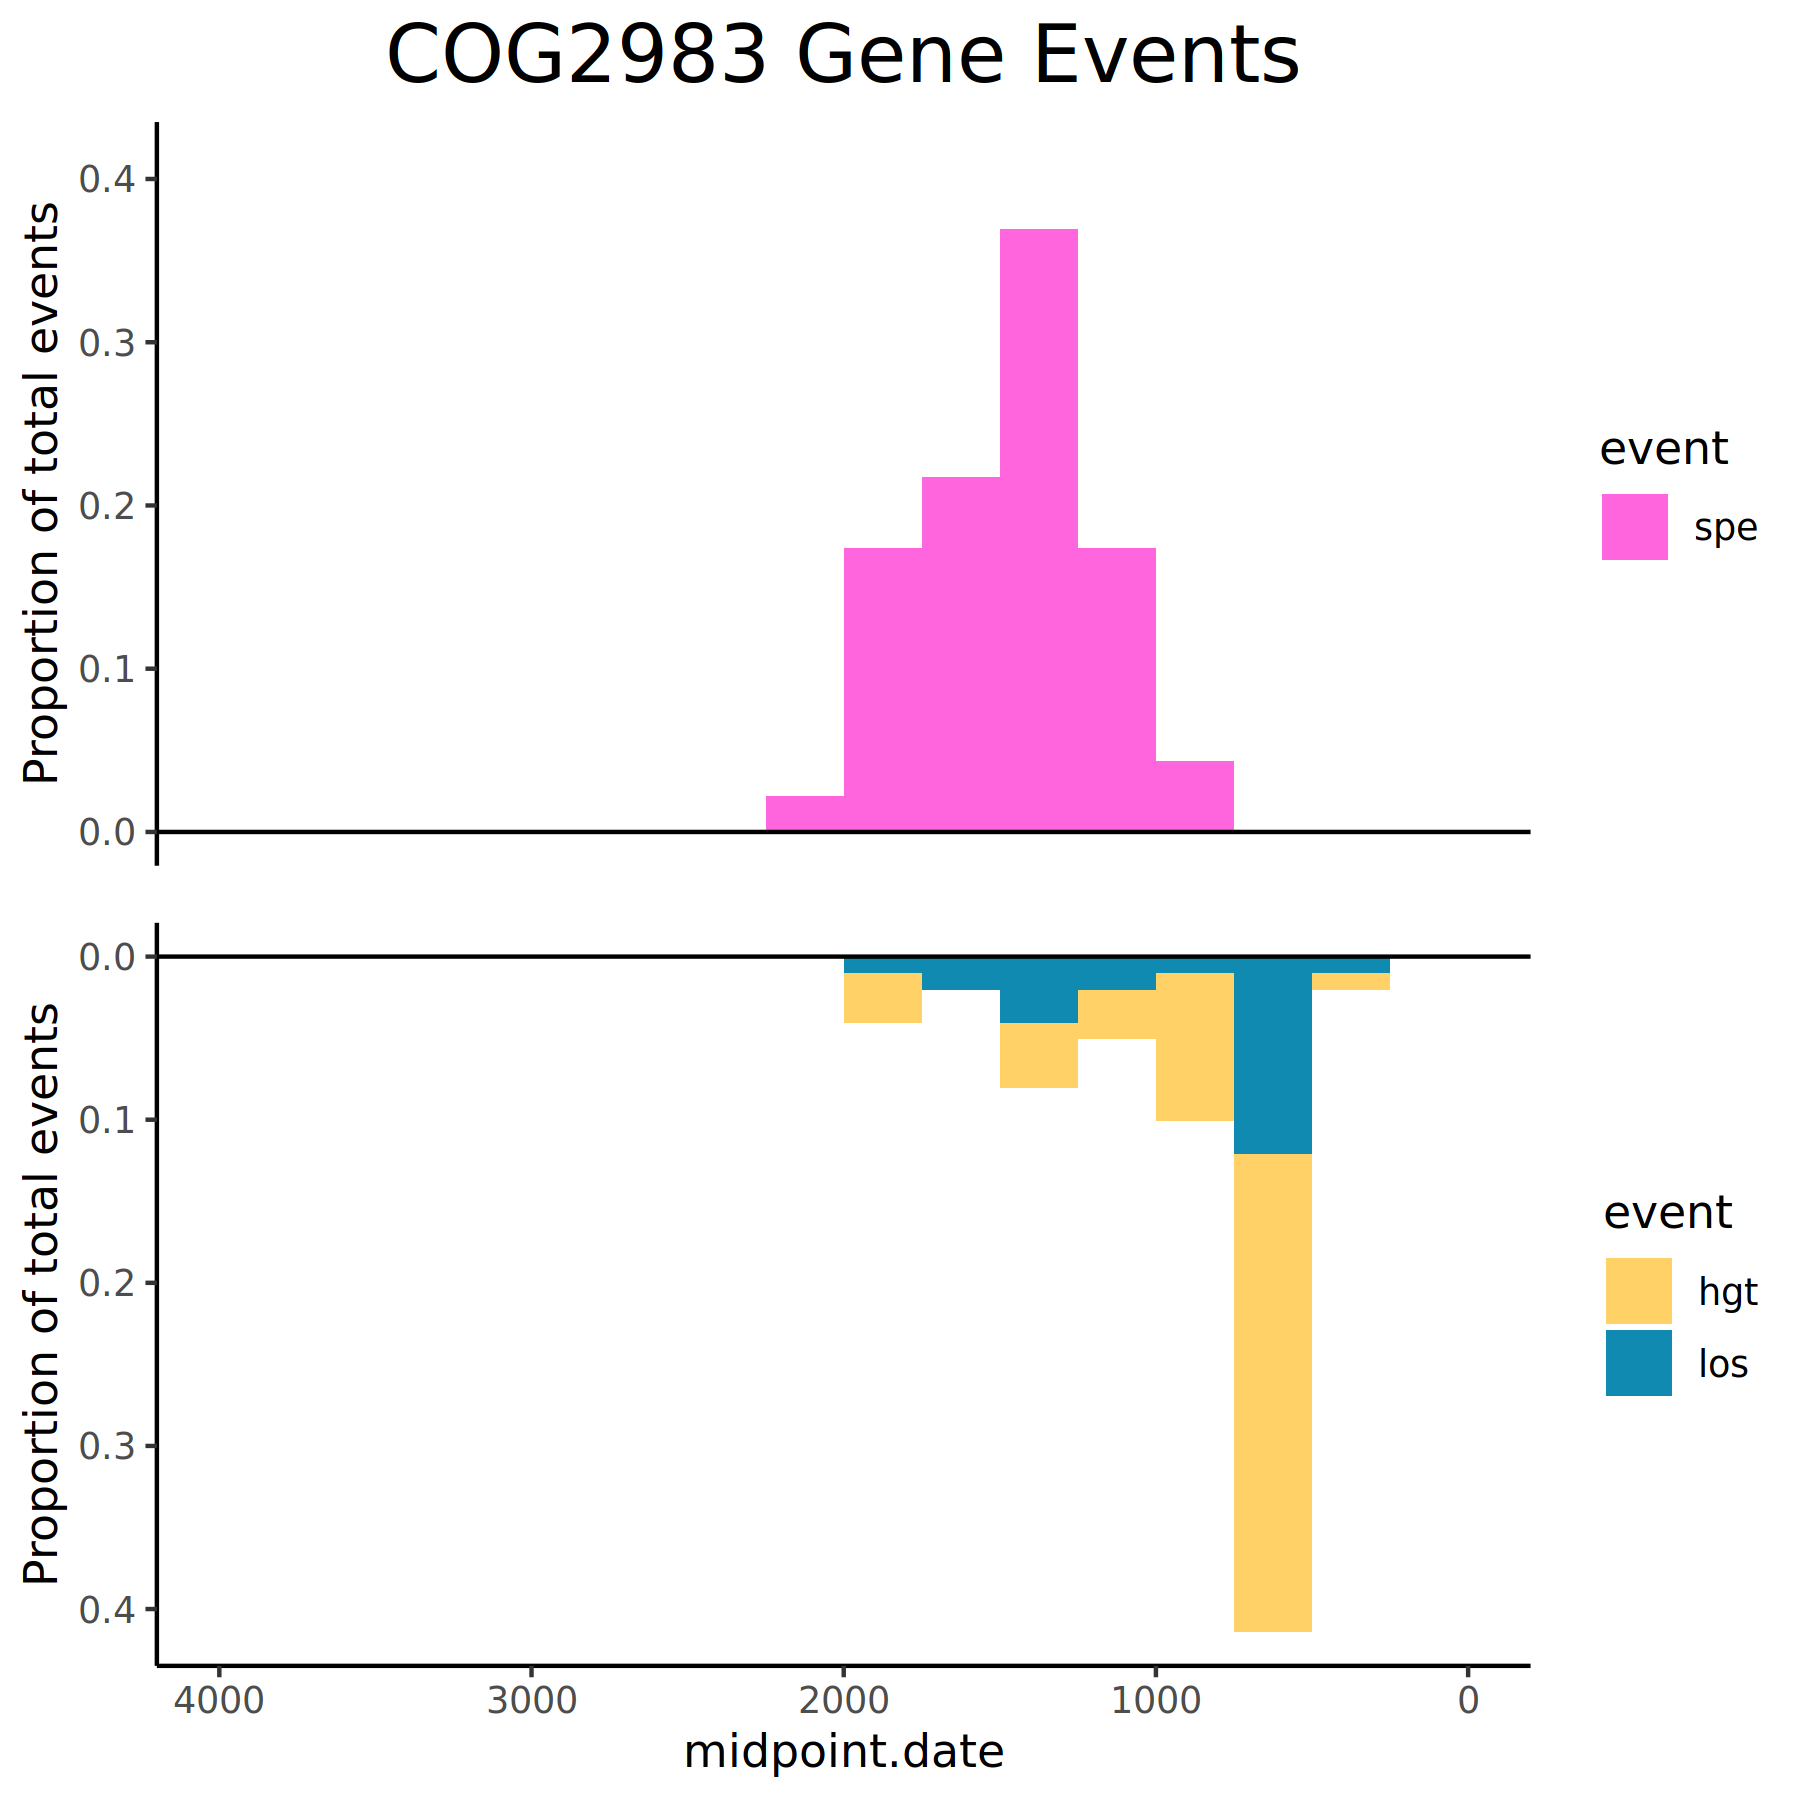 COG2983 Gene Events
Proportion of total events
0.4
0.3
0.2
0.1
0.0
event
spe
Proportion of total events
0.0
0.1
0.2
0.3
0.4
event
hgt
los
4000 3000 2000 1000 0
midpoint.date